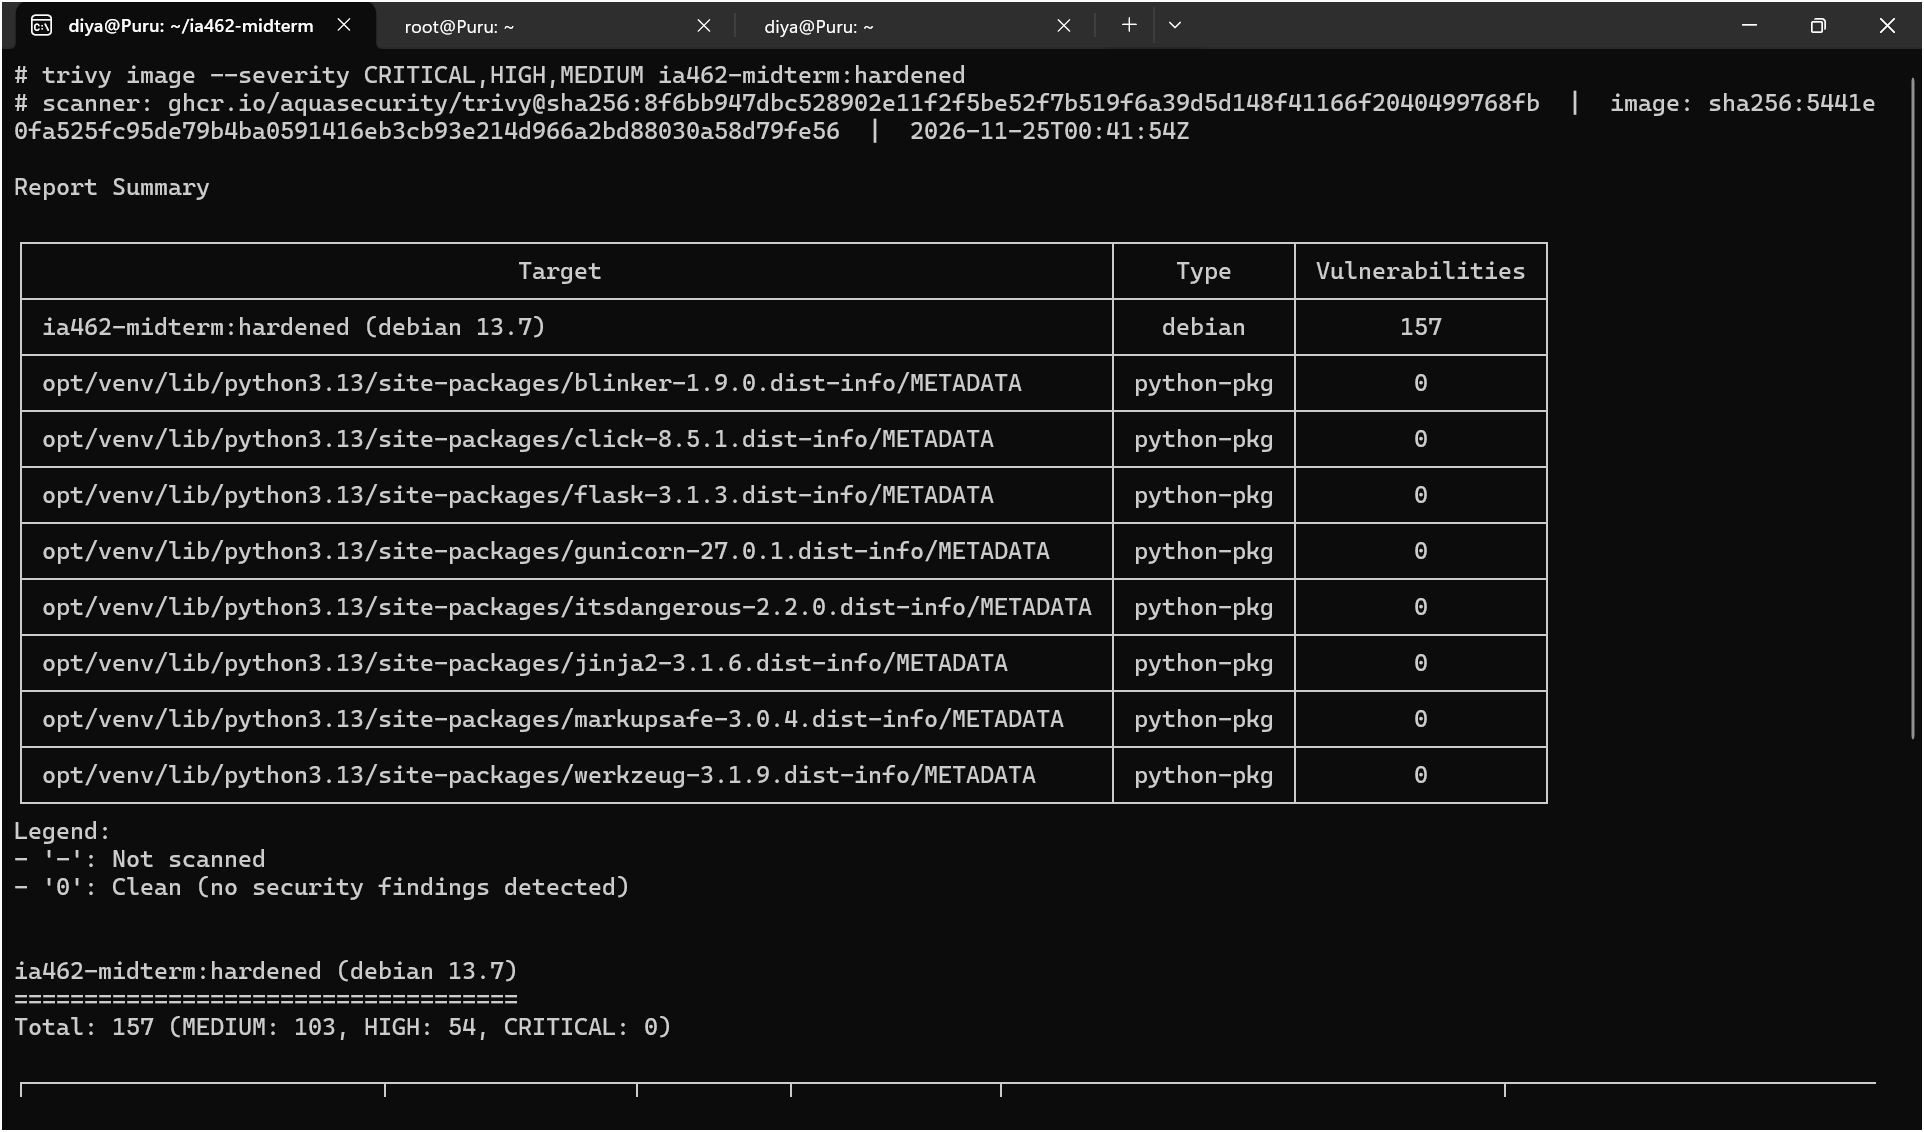 diya@Puru: ~/ia462-midterm
root@Puru: ~
diya@Puru: ~
# trivy image --severity CRITICAL,HIGH,MEDIUM ia462-midterm:hardened
# scanner: ghcr.io/aquasecurity/trivy@sha256:8f6bb947dbc528902e11f2f5be52f7b519f6a39d5d148f41166f2040499768fb  |  image: sha256:5441e
0fa525fc95de79b4ba0591416eb3cb93e214d966a2bd88030a58d79fe56  |  2026-11-25T00:41:54Z
Report Summary
Target Type Vulnerabilities
ia462-midterm:hardened (debian 13.7) debian 157
opt/venv/lib/python3.13/site-packages/blinker-1.9.0.dist-info/METADATA python-pkg 0
opt/venv/lib/python3.13/site-packages/click-8.5.1.dist-info/METADATA python-pkg 0
opt/venv/lib/python3.13/site-packages/flask-3.1.3.dist-info/METADATA python-pkg 0
opt/venv/lib/python3.13/site-packages/gunicorn-27.0.1.dist-info/METADATA python-pkg 0
opt/venv/lib/python3.13/site-packages/itsdangerous-2.2.0.dist-info/METADATA python-pkg 0
opt/venv/lib/python3.13/site-packages/jinja2-3.1.6.dist-info/METADATA python-pkg 0
opt/venv/lib/python3.13/site-packages/markupsafe-3.0.4.dist-info/METADATA python-pkg 0
opt/venv/lib/python3.13/site-packages/werkzeug-3.1.9.dist-info/METADATA python-pkg 0
Legend:
- '-': Not scanned
- '0': Clean (no security findings detected)
ia462-midterm:hardened (debian 13.7)
====================================
Total: 157 (MEDIUM: 103, HIGH: 54, CRITICAL: 0)